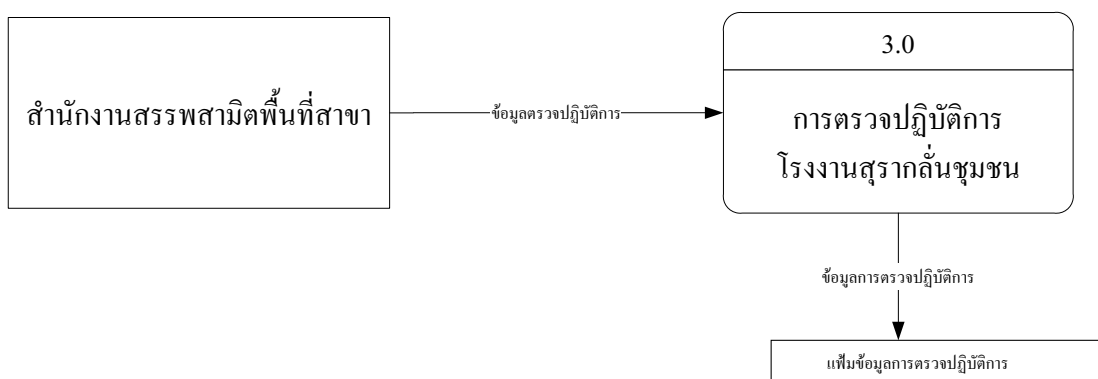 3.0
สำนักงานสรรพสามิตพื้นที่สาขา
ข้อมูลตรวจปฏิบัติการ
การตรวจปฏิบัติการ
โรงงานสุรากลั่นชุมชน
ข้อมูลการตรวจปฏิบัติการ
แฟ้มข้อมูลการตรวจปฏิบัติการ